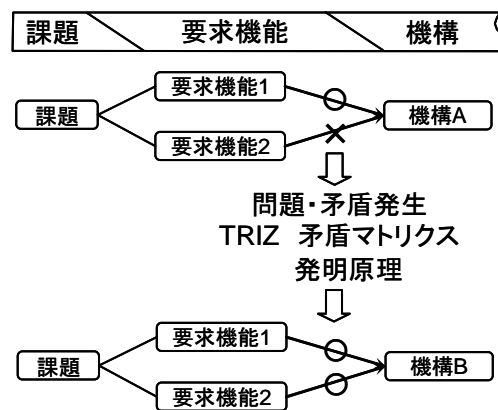 課題 要求機能 機構
要求機能1
課題 機構A
要求機能2
問題・矛盾発生
TRIZ 矛盾マトリクス
発明原理
要求機能1
課題 機構B
要求機能2